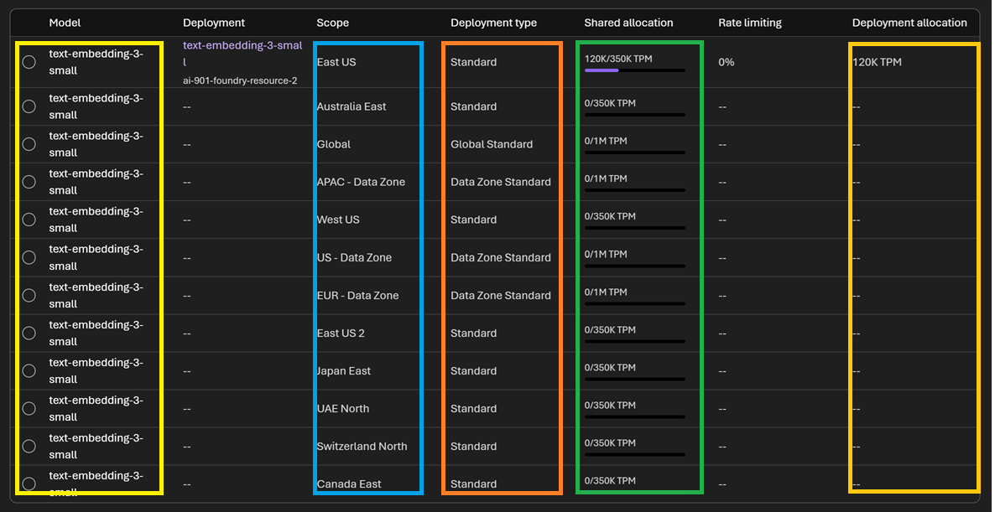 Model Deployment Scope Deployment type Shared allocation Rate limiting Deployment allocation
text-embedding-3-
small
text-embedding-3-smal
l
ai-901-foundry-resource-2
East US
Standard
120K/350K TPM
0%
120K TPM
text-embedding-3-
small
--
Australia East
Standard
0/350K TPM
--
--
text-embedding-3-
small
--
Global
Global Standard
0/1M TPM
--
--
text-embedding-3-
small
--
APAC - Data Zone
Data Zone Standard
0/1M TPM
--
--
text-embedding-3-
small
--
West US
Standard
0/350K TPM
--
--
text-embedding-3-
small
--
US - Data Zone
Data Zone Standard
0/1M TPM
--
--
text-embedding-3-
small
--
EUR - Data Zone
Data Zone Standard
0/1M TPM
--
--
text-embedding-3-
small
--
East US 2
Standard
0/350K TPM
--
--
text-embedding-3-
small
--
Japan East
Standard
0/350K TPM
--
--
text-embedding-3-
small
--
UAE North
Standard
0/350K TPM
--
--
text-embedding-3-
small
--
Switzerland North
Standard
0/350K TPM
--
--
text-embedding-3-
small
--
Canada East
Standard
0/350K TPM
--
--